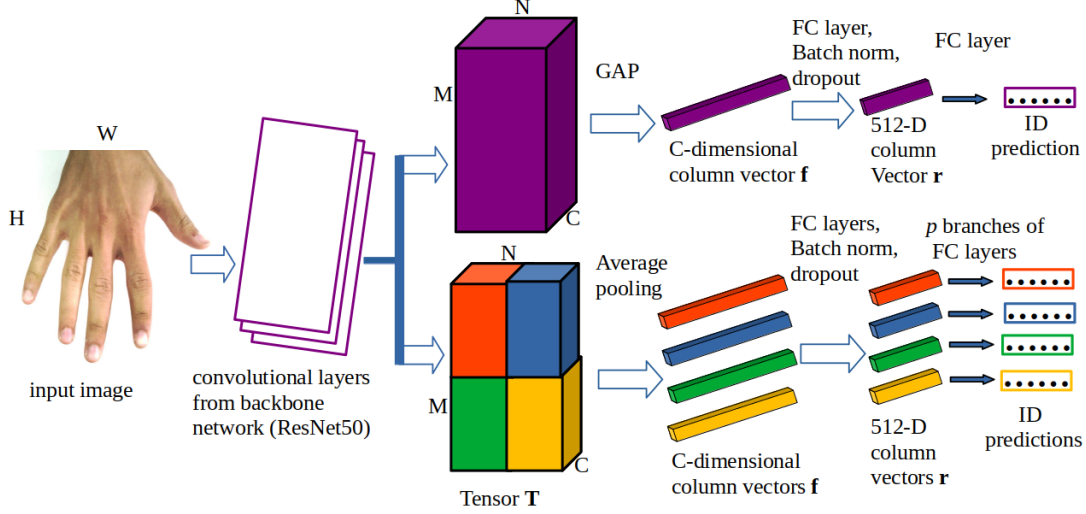 W
H
input image
convolutional layers
from backbone
network (ResNet50)
N
M
C
GAP
C-dimensional
column vector f
FC layer,
Batch norm,
dropout
512-D
column
Vector r
FC layer
ID
prediction
N
M
C
Tensor T
Average
pooling
C-dimensional
column vectors f
FC layers,
Batch norm,
dropout
512-D
column
vectors r
p branches of
FC layers
ID
predictions